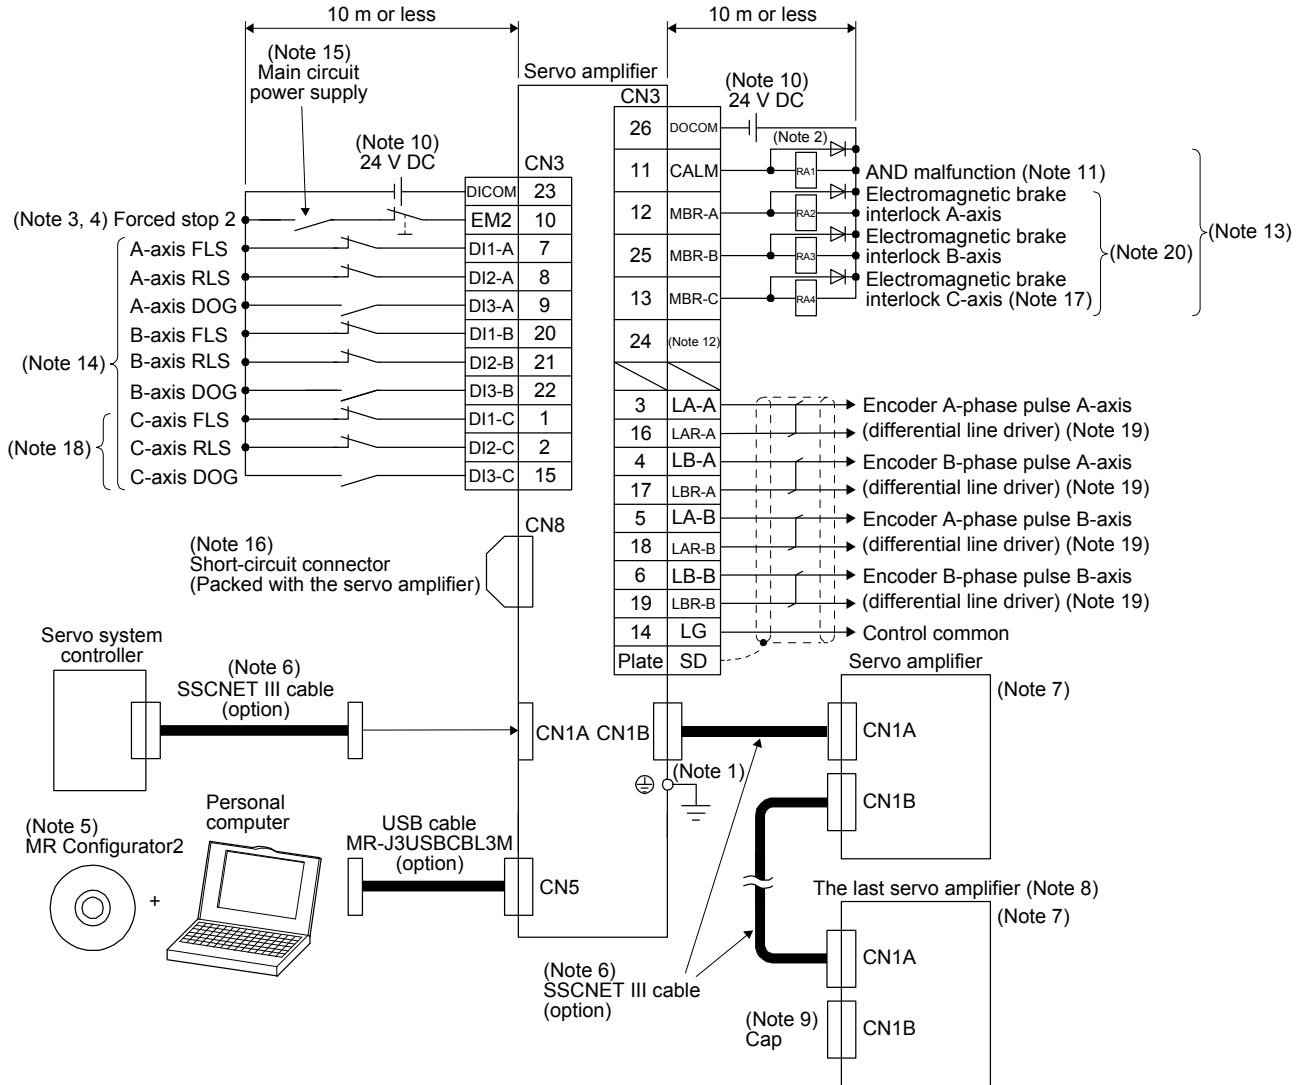 10 m or less
10 m or less
(Note 15)
Main circuit
power supply
Servo amplifier
(Note 10)
24 V DC
CN3
(Note 10)
24 V DC
CN3
DICOM 23
(Note 3, 4) Forced stop 2 EM2 10
A-axis FLS DI1-A 7
A-axis RLS DI2-A 8
A-axis DOG DI3-A 9
B-axis FLS DI1-B 20
(Note 14) B-axis RLS DI2-B 21
B-axis DOG DI3-B 22
C-axis FLS DI1-C 1
(Note 18) C-axis RLS DI2-C 2
C-axis DOG DI3-C 15
26 DOCOM
(Note 2)
11 CALM RA1 AND malfunction (Note 11)
Electromagnetic brake
12 MBR-A RA2 interlock A-axis
Electromagnetic brake
25 MBR-B RA3 interlock B-axis
Electromagnetic brake
13 MBR-C RA4 interlock C-axis (Note 17)
(Note 20)
(Note 13)
24 (Note 12)
3 LA-A Encoder A-phase pulse A-axis
16 LAR-A (differential line driver) (Note 19)
4 LB-A Encoder B-phase pulse A-axis
17 LBR-A (differential line driver) (Note 19)
5 LA-B Encoder A-phase pulse B-axis
18 LAR-B (differential line driver) (Note 19)
6 LB-B Encoder B-phase pulse B-axis
19 LBR-B (differential line driver) (Note 19)
14 LG Control common
Plate SD
CN8
(Note 16)
Short-circuit connector
(Packed with the servo amplifier)
Servo system
controller
(Note 6)
SSCNET III cable
(option)
CN1A CN1B
(Note 1)
Servo amplifier
(Note 7)
CN1A
CN1B
(Note 5)
MR Configurator2
+
Personal
computer
USB cable
MR-J3USBCBL3M
(option)
CN5
The last servo amplifier (Note 8)
(Note 7)
CN1A
(Note 6)
SSCNET III cable
(option)
(Note 9)
Cap
CN1B